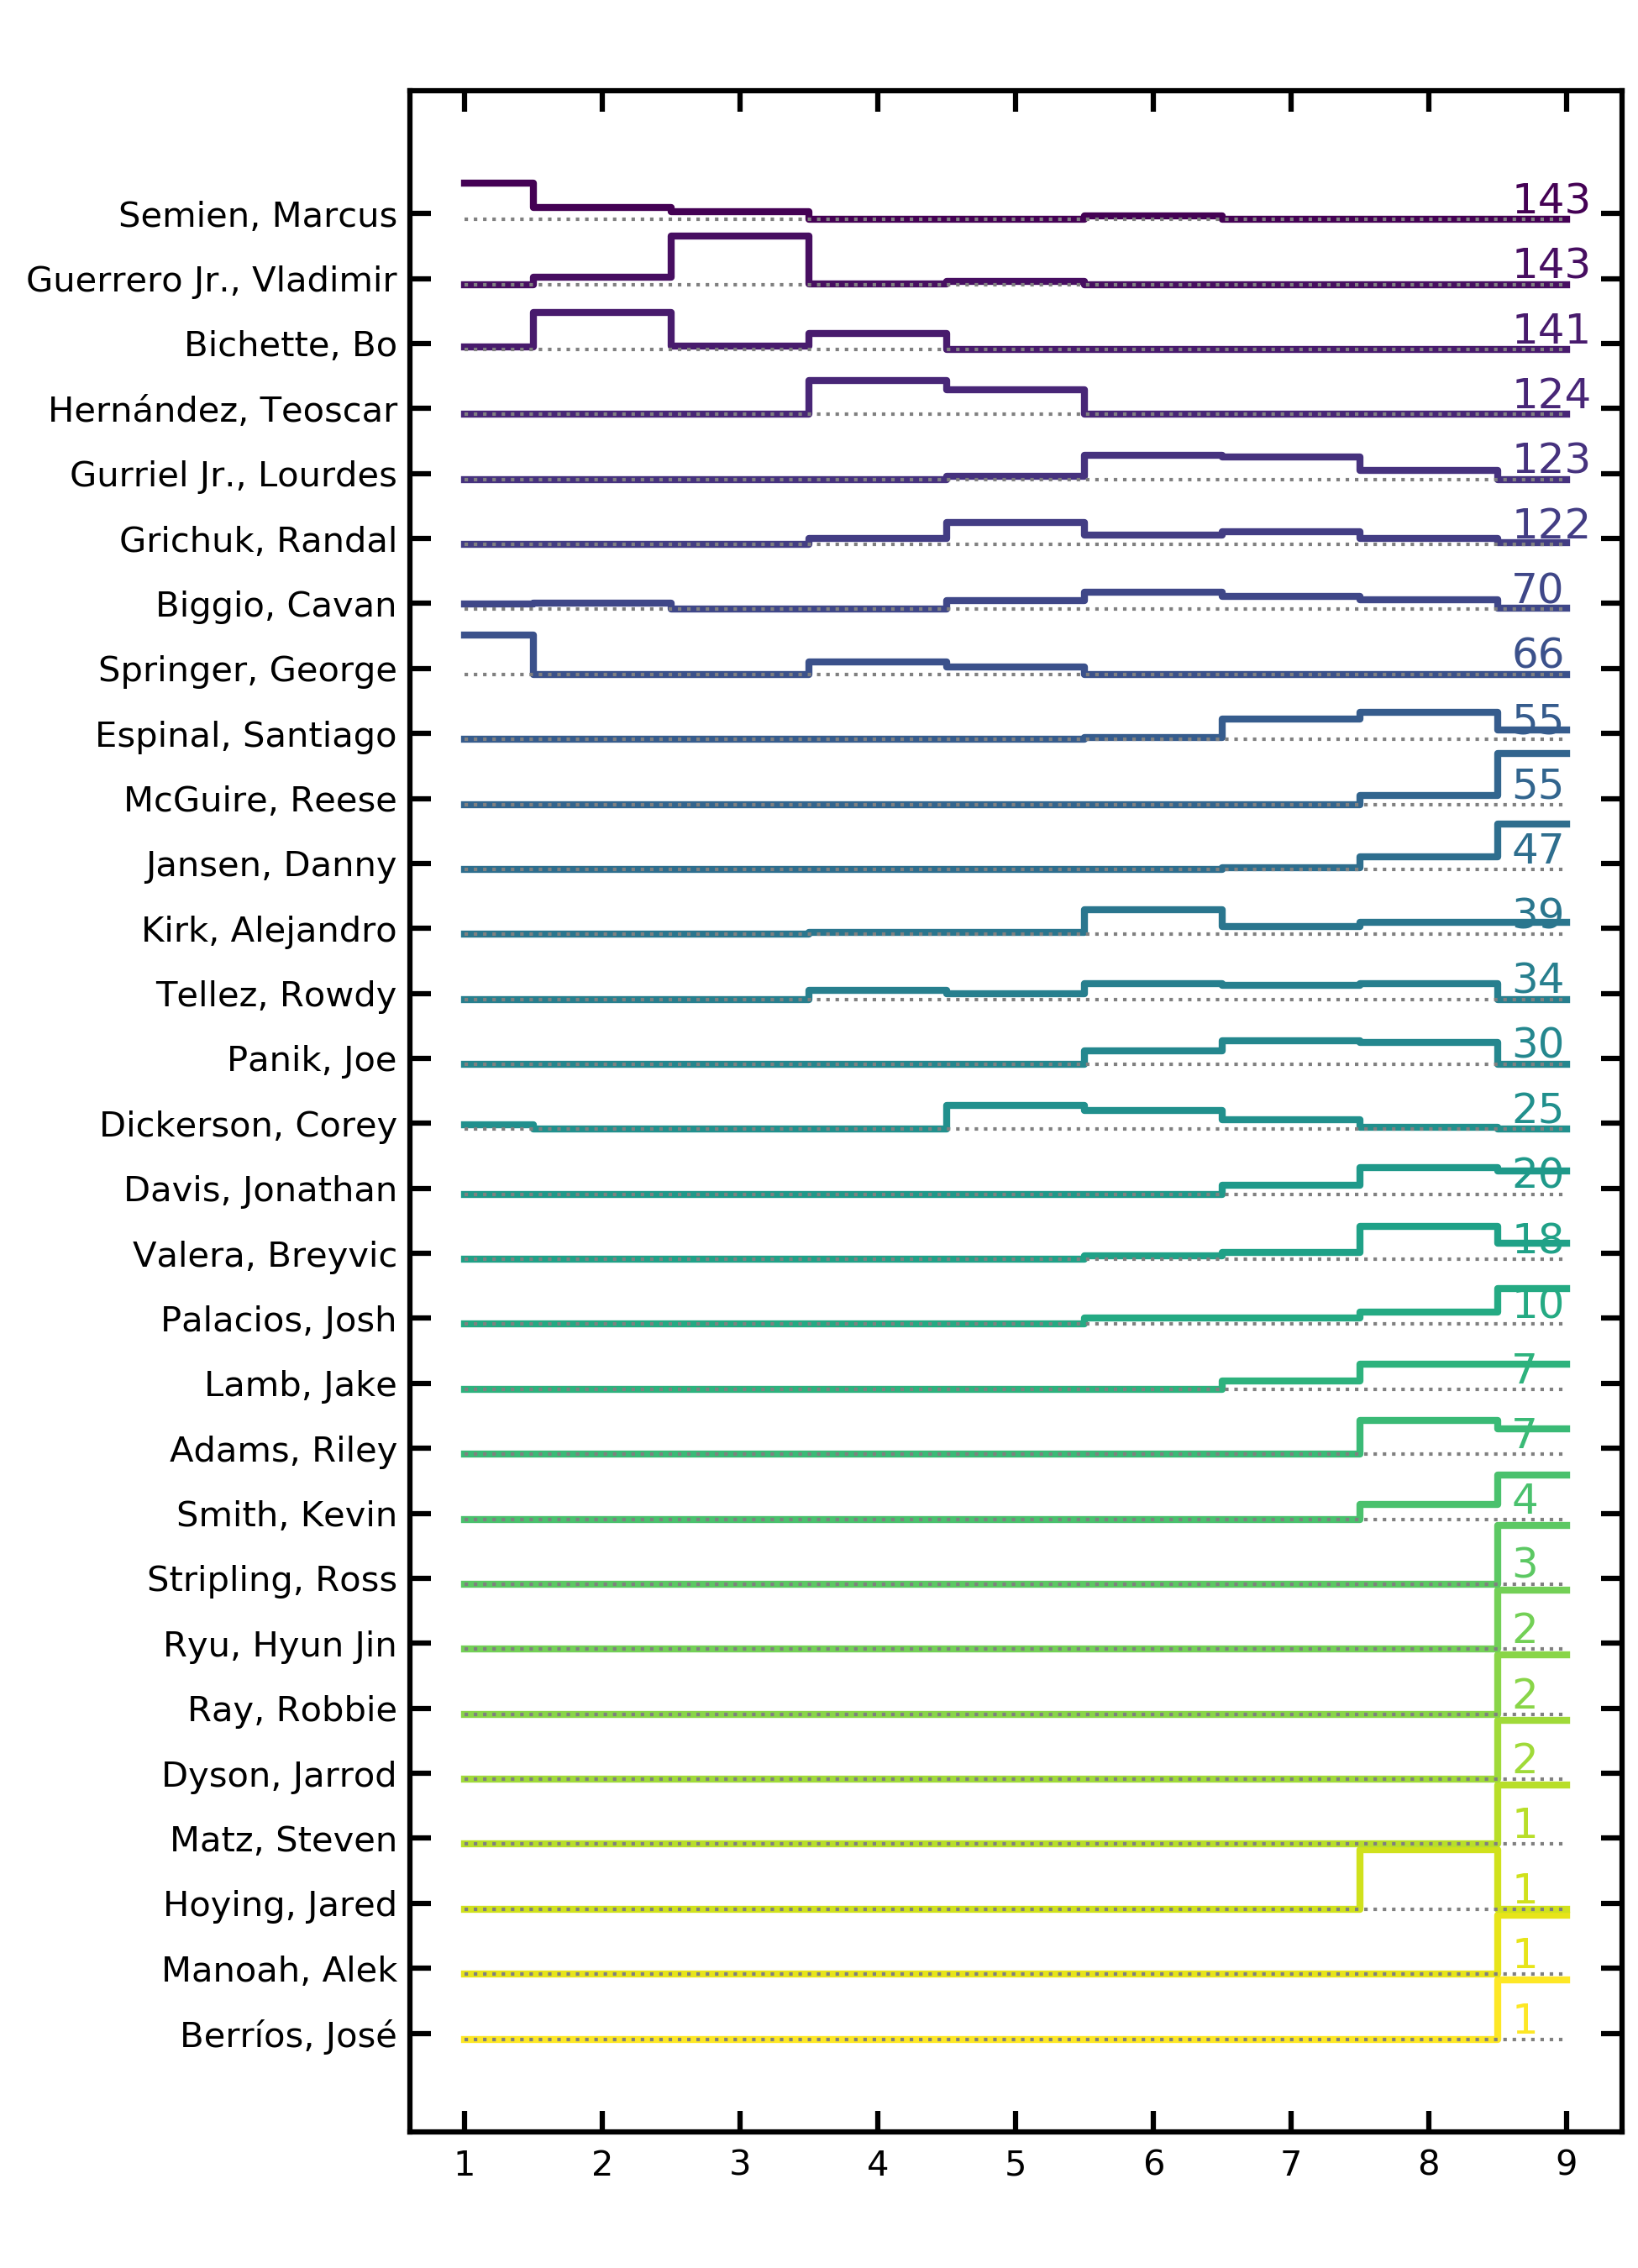 Semien, Marcus 143
Guerrero Jr., Vladimir 143
Bichette, Bo 141
Hernández, Teoscar 124
Gurriel Jr., Lourdes 123
Grichuk, Randal 122
Biggio, Cavan 70
Springer, George 66
Espinal, Santiago 55
McGuire, Reese 55
Jansen, Danny 47
Kirk, Alejandro 39
Tellez, Rowdy 34
Panik, Joe 30
Dickerson, Corey 25
Davis, Jonathan 20
Valera, Breyvic 18
Palacios, Josh 10
Lamb, Jake 7
Adams, Riley 7
Smith, Kevin 4
Stripling, Ross 3
Ryu, Hyun Jin 2
Ray, Robbie 2
Dyson, Jarrod 2
Matz, Steven 1
Hoying, Jared 1
Manoah, Alek 1
Berríos, José 1
1 2 3 4 5 6 7 8 9